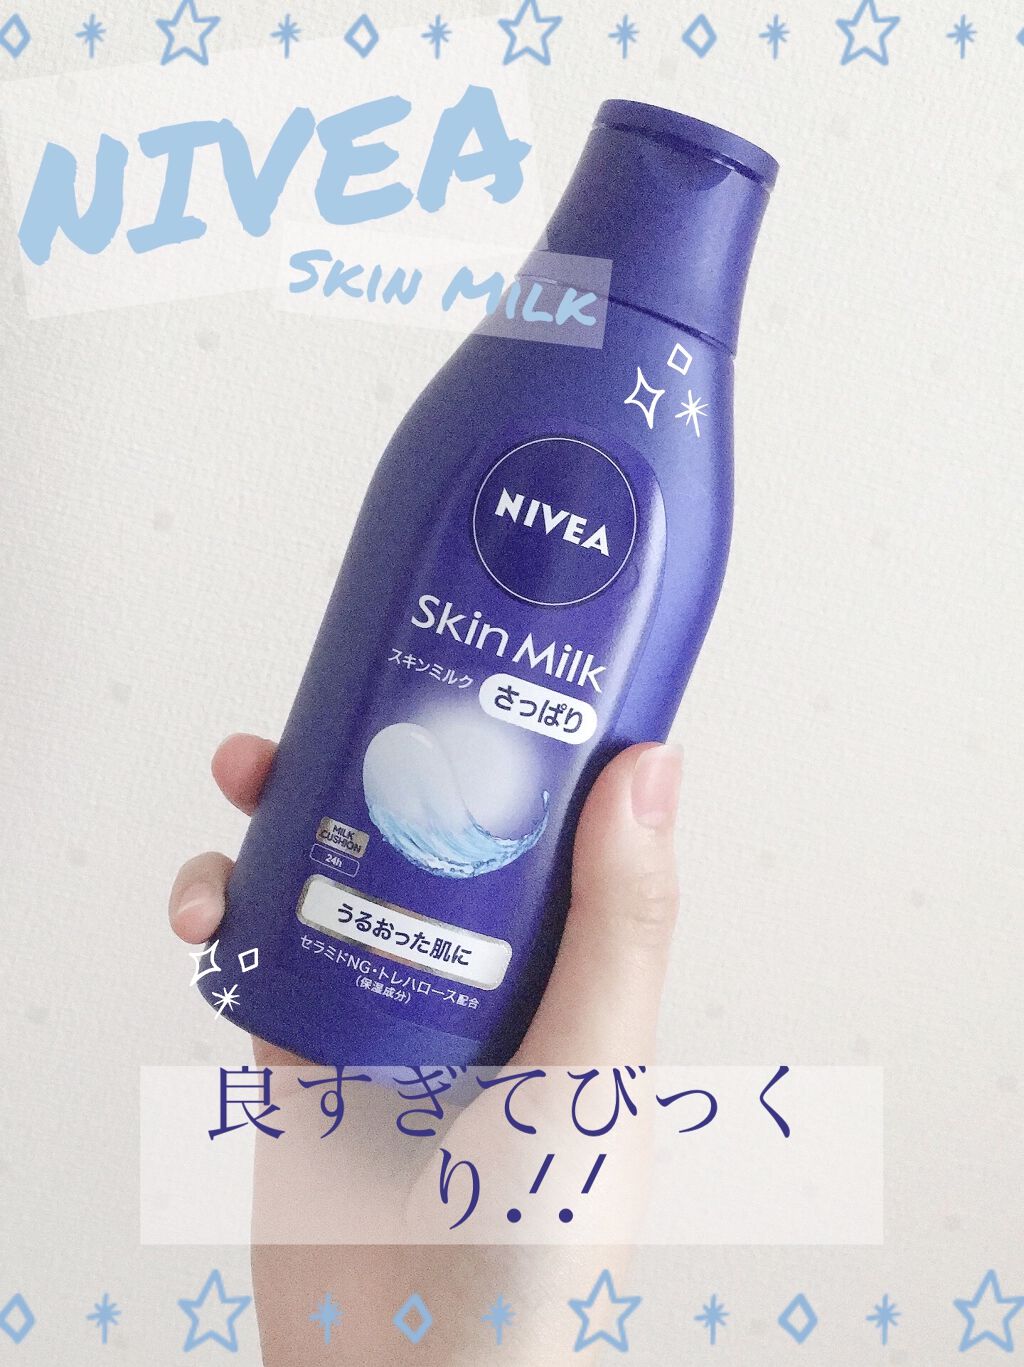 NIVEA
Skin Milk
NIVEA
Skin Milk
スキンミルク
さっぱり
MILK
CUSHION
24h
うるおった肌に
セラミドNG・トレハロース配合
(保湿成分)
良すぎてびっく
り!!